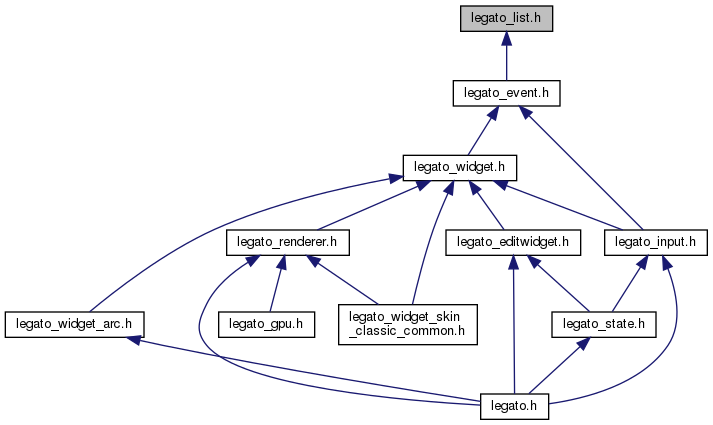 legato_list.h
legato_event.h
legato_widget.h
legato_renderer.h
legato_editwidget.h
legato_input.h
legato_widget_arc.h
legato_gpu.h
legato_widget_skin
_classic_common.h
legato_state.h
legato.h